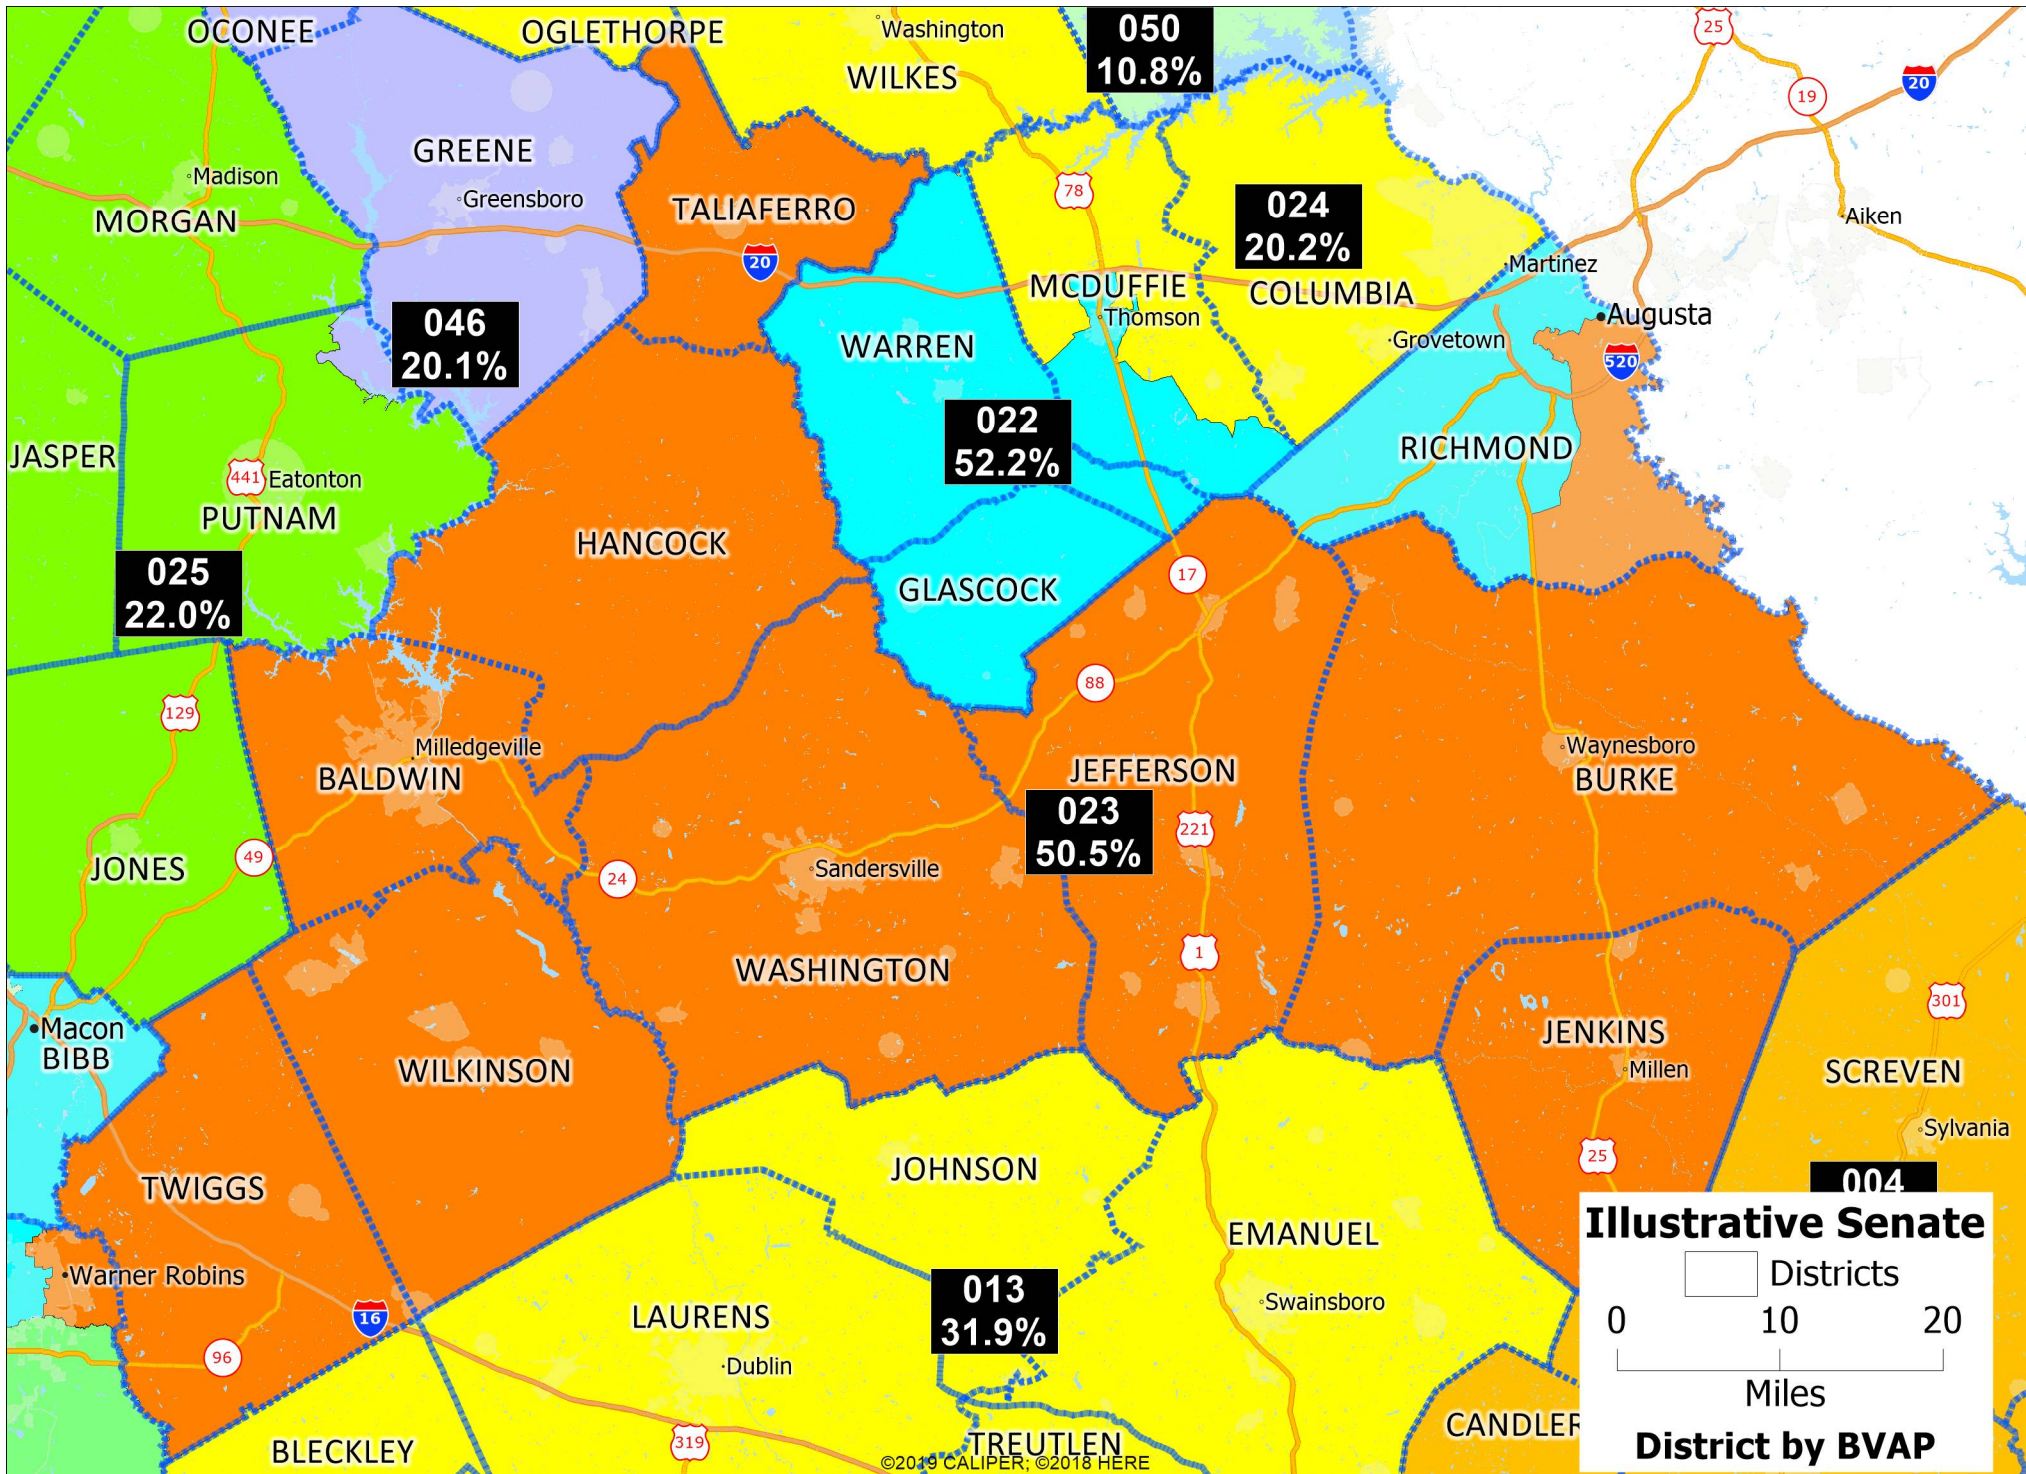 OCONEE
OGLETHORPE
Washington
WILKES
050
10.8%
25
20
19
GREENE
Greensboro
Madison
MORGAN
TALIAFERRO
78
024
20.2%
Aiken
20
Martinez
MCDUFFIE
COLUMBIA
Thomson
Augusta
046
20.1%
WARREN
Grovetown
520
022
52.2%
RICHMOND
JASPER
441
Eatonton
PUTNAM
HANCOCK
025
22.0%
GLASCOCK
17
88
129
Milledgeville
BALDWIN
JEFFERSON
Waynesboro
BURKE
023
50.5%
221
JONES
49
24
Sandersville
WASHINGTON
1
301
Macon
BIBB
WILKINSON
JENKINS
Millen
SCREVEN
Sylvania
25
TWIGGS
JOHNSON
004
EMANUEL
Warner Robins
16
LAURENS
013
31.9%
Swainsboro
96
Dublin
319
BLECKLEY
TREUTLEN
CANDLER
©2019 CALIPER; ©2018 HERE
Illustrative Senate
Districts
0 10 20
Miles
District by BVAP